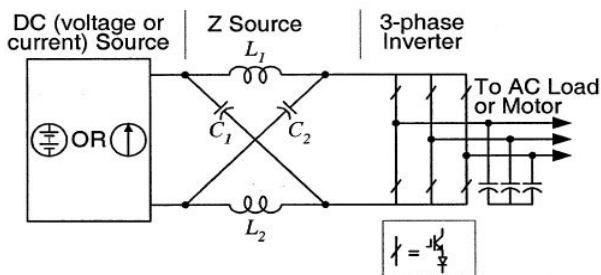 DC (voltage or
current) Source
Z Source
3-phase
Inverter
L1
To AC Load
or Motor
C1
C2
OR
L2
=